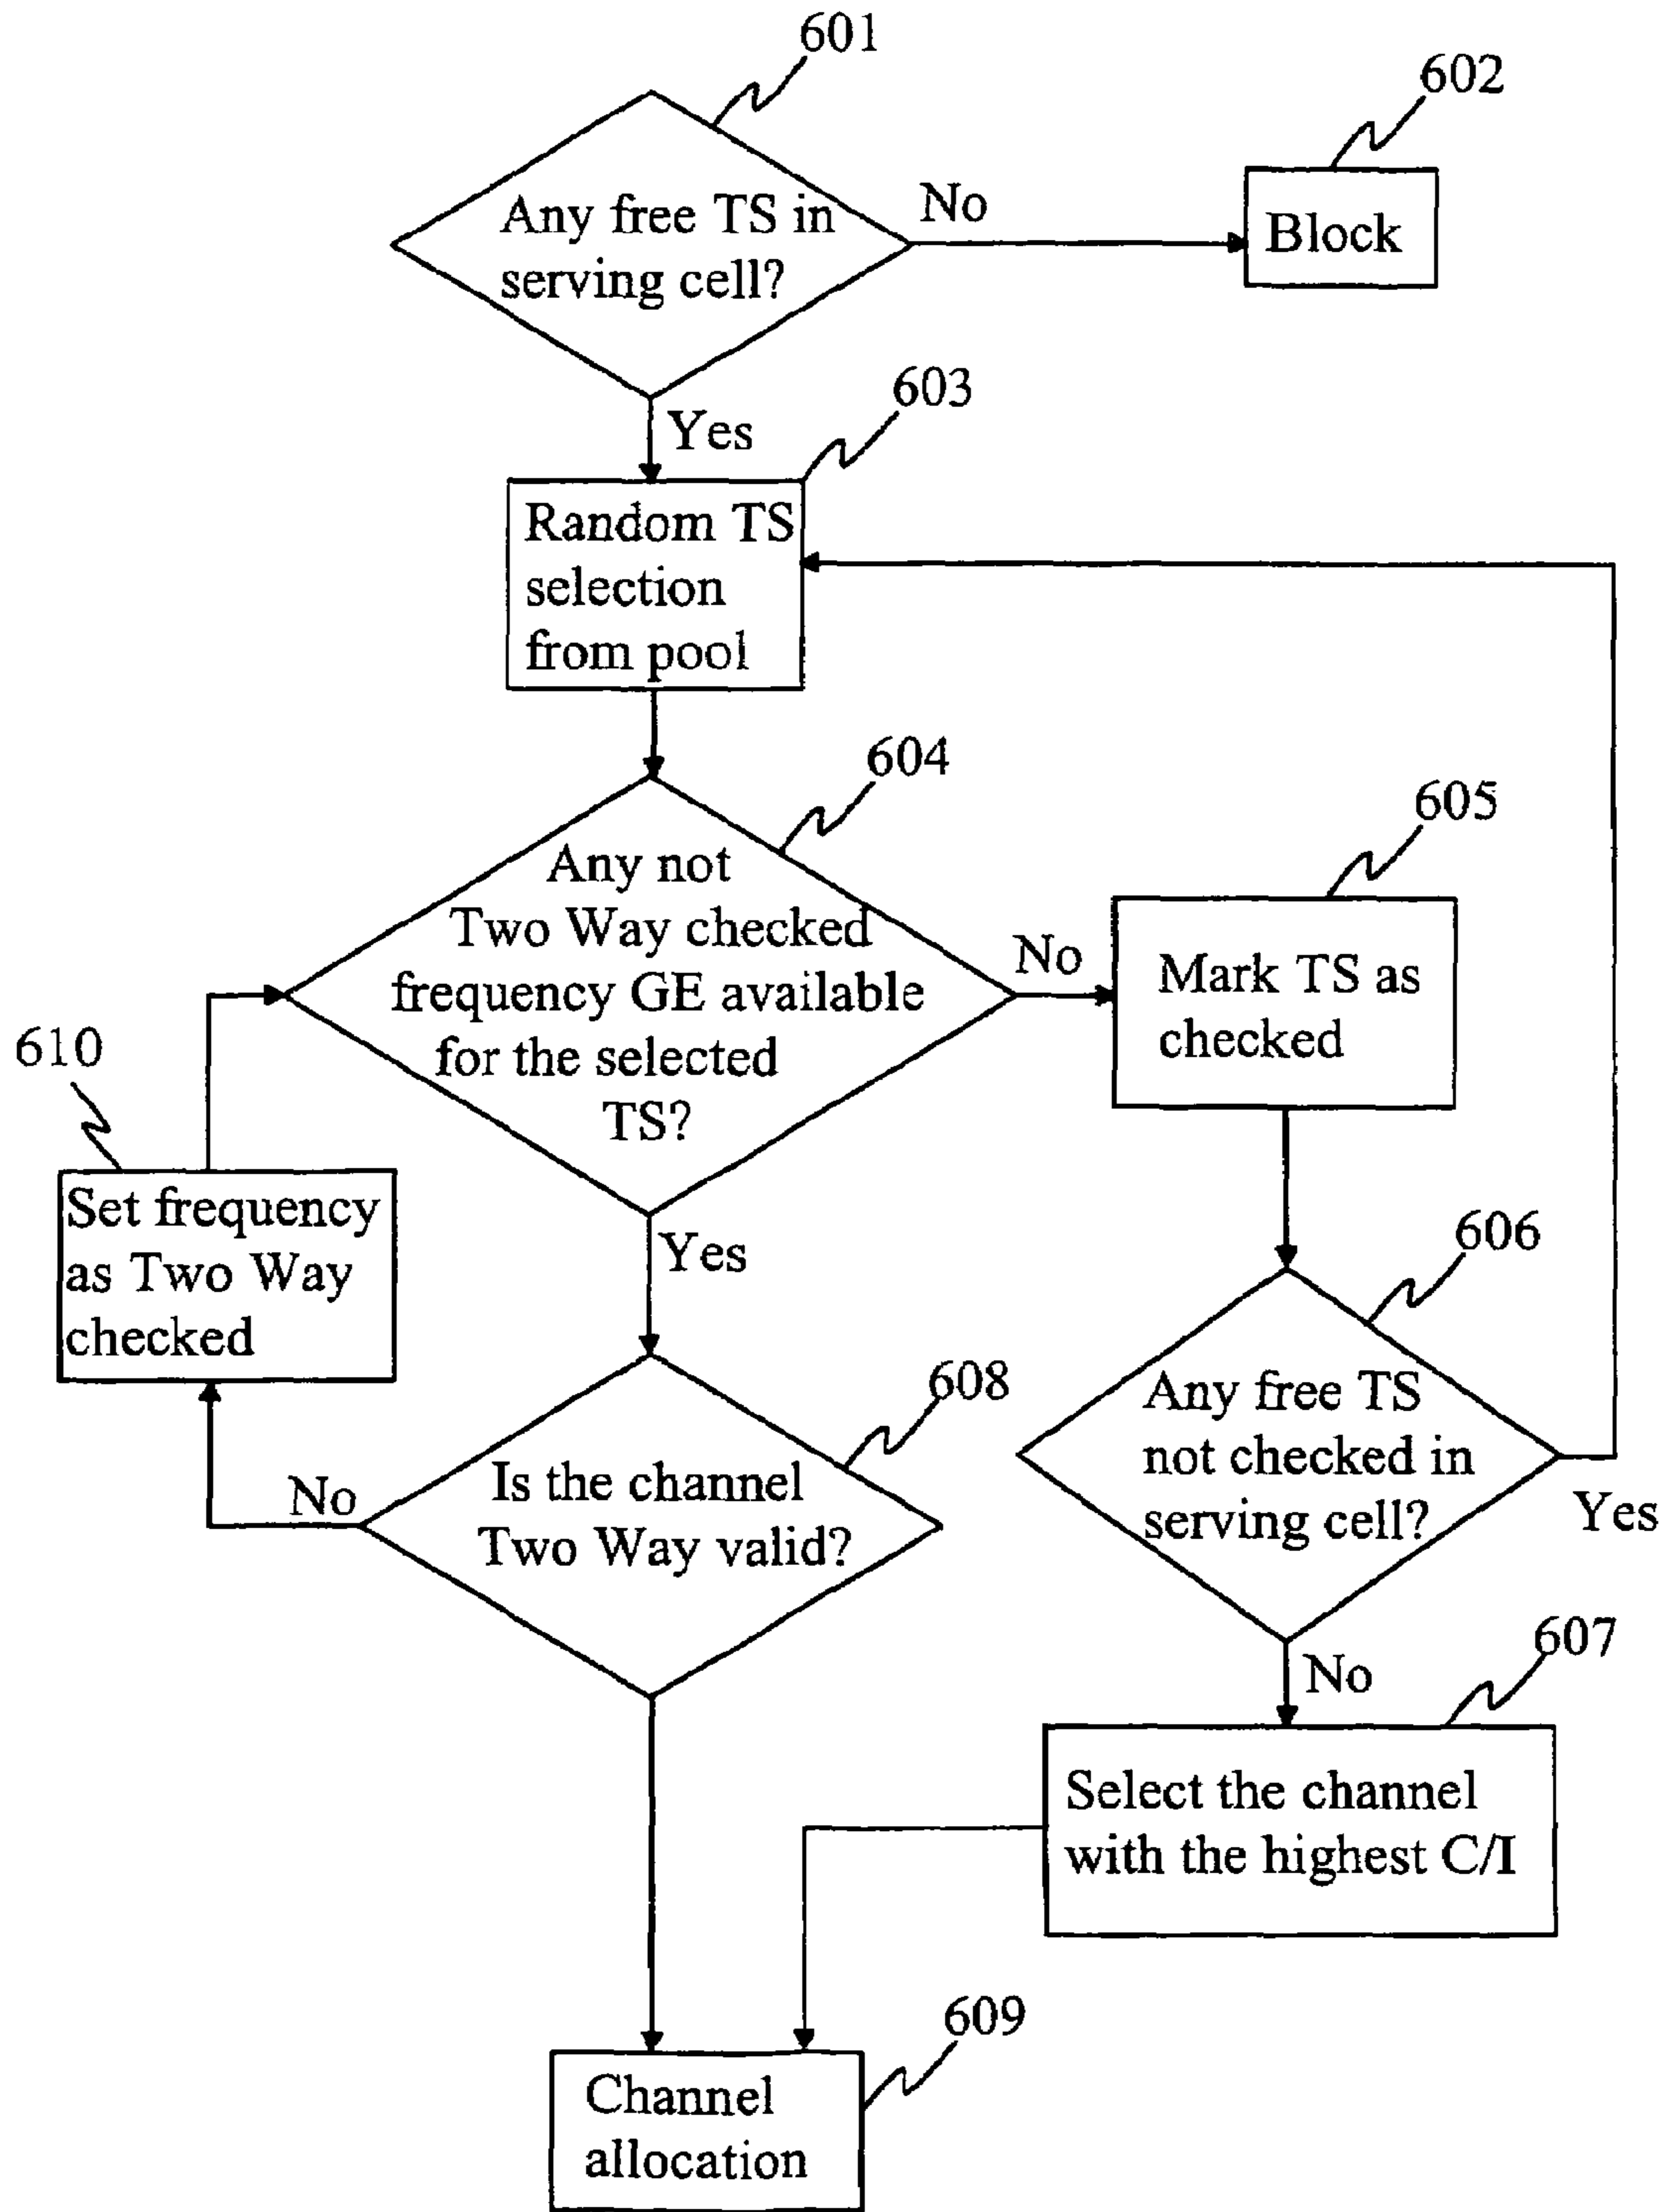 601
602
Any free TS in
serving cell?
No
Block
603
Yes
Random TS
selection
from pool
604
605
Any not
Two Way checked
frequency GE available
for the selected
TS?
No
Mark TS as
checked
610
Set frequency
as Two Way
checked
Yes
606
608
Any free TS
not checked in
serving cell?
Yes
No
Is the channel
Two Way valid?
607
No
Select the channel
with the highest C/I
609
Channel
allocation